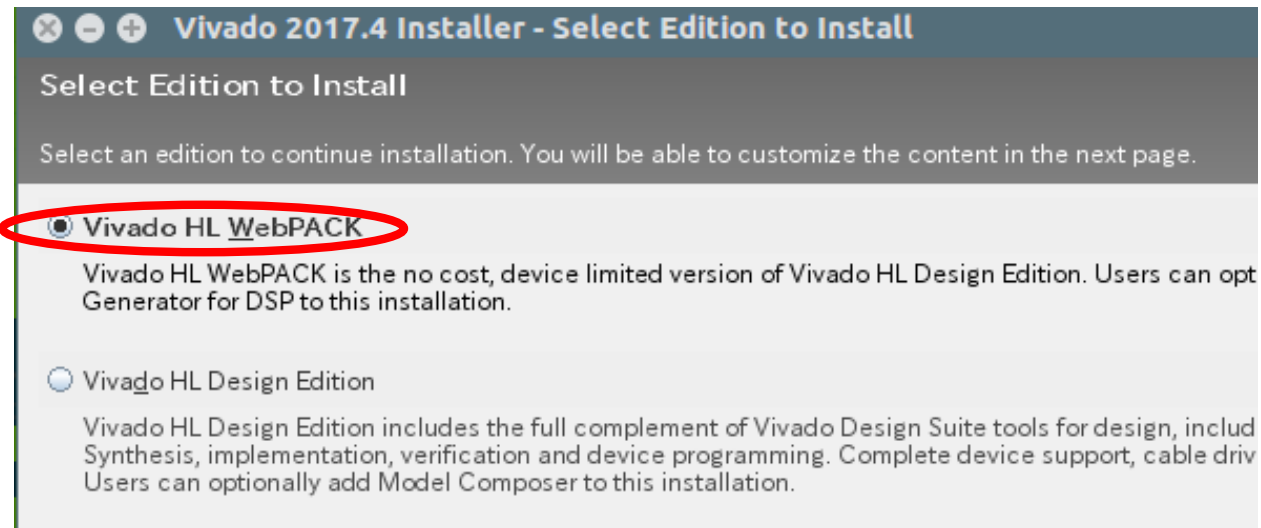 Vivado 2017.4 Installer - Select Edition to Install
Select Edition to Install
Select an edition to continue installation. You will be able to customize the content in the next page.
Vivado HL WebPACK
Vivado HL WebPACK is the no cost, device limited version of Vivado HL Design Edition. Users can opt
Generator for DSP to this installation.
Vivado HL Design Edition
Vivado HL Design Edition includes the full complement of Vivado Design Suite tools for design, includ
Synthesis, implementation, verification and device programming. Complete device support, cable driv
Users can optionally add Model Composer to this installation.